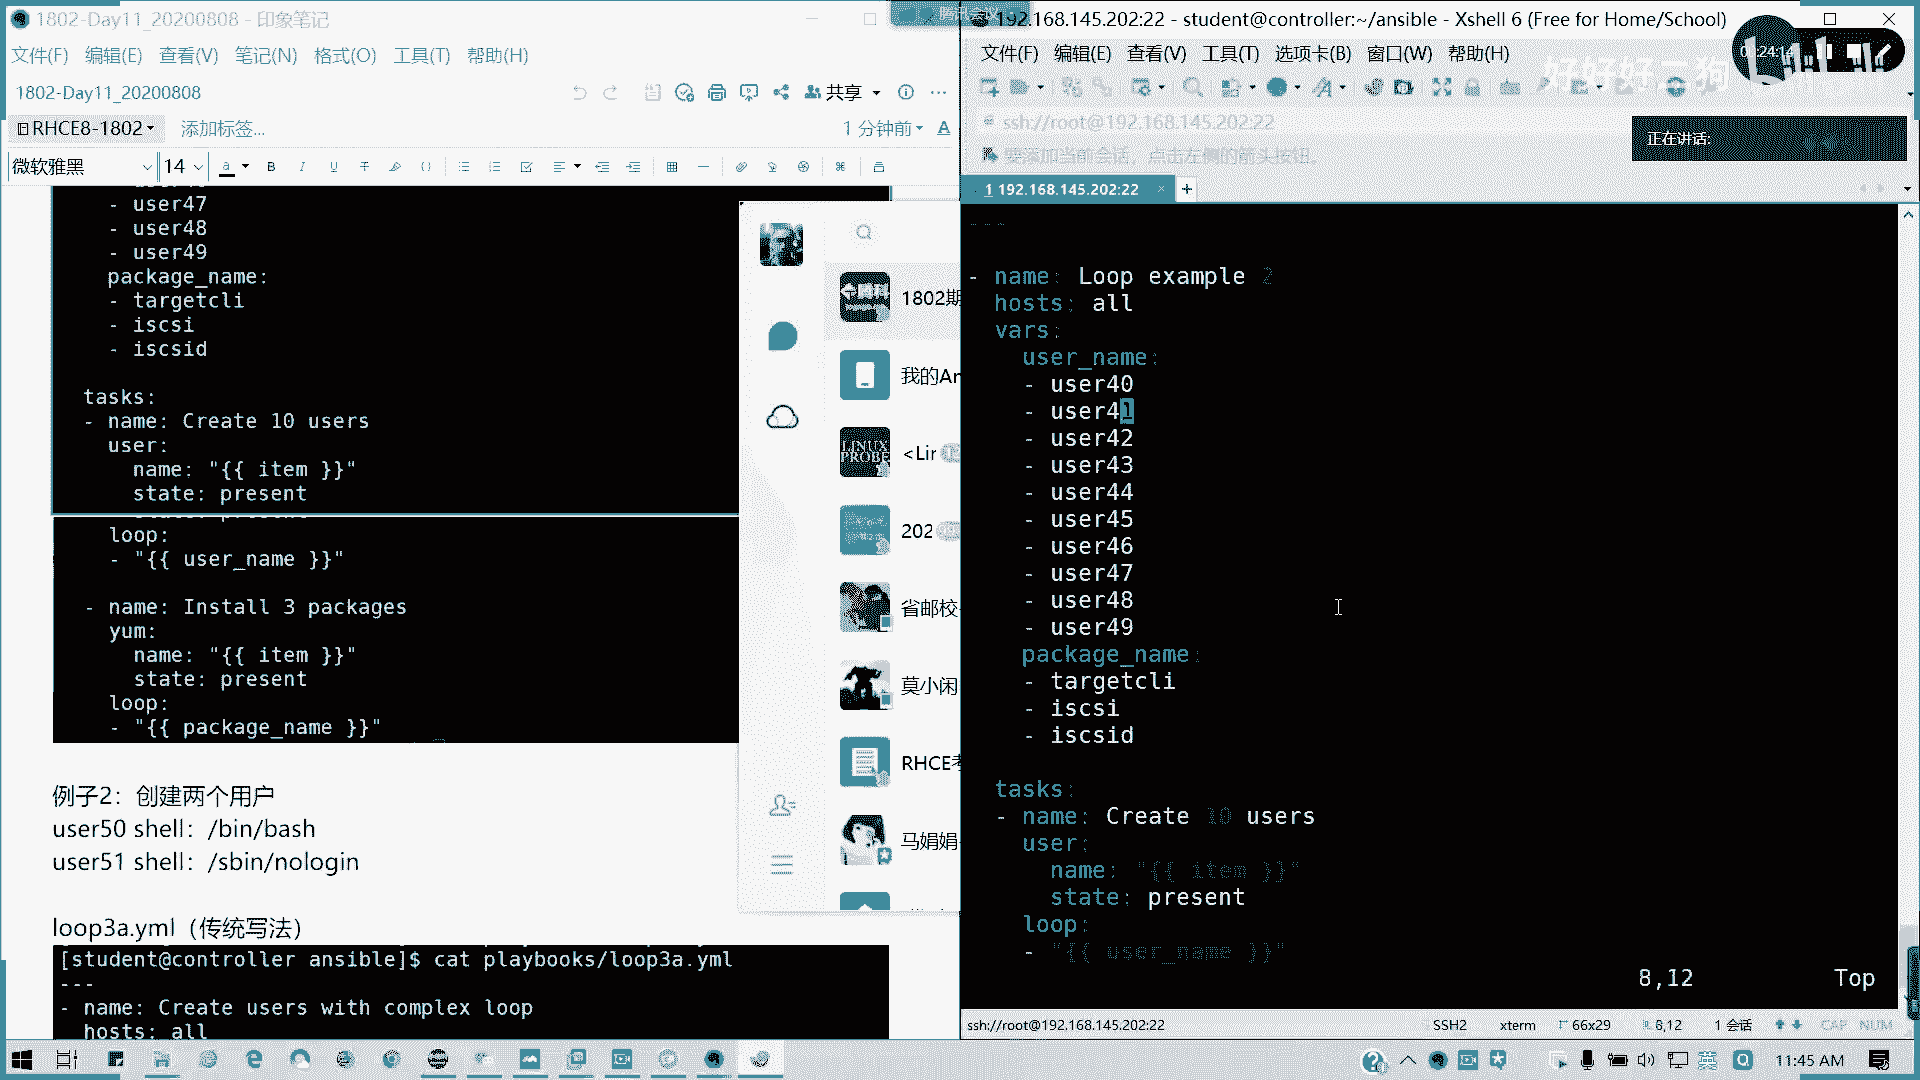 1802-Day11_20200808 - 印象笔记
文件(F) 编辑(E) 查看(V) 笔记(N) 格式(O) 工具(T) 帮助(H)
1802-Day11_20200808
共享
RHCE8-1802
添加标签...
1 分钟前
微软雅黑
14
- user47
- user48
- user49
package_name:
- targetcli
- iscsi
- iscsid
tasks:
- name: Create 10 users
user:
name: "{{ item }}"
state: present
loop:
- "{{ user_name }}"
- name: Install 3 packages
yum:
name: "{{ item }}"
state: present
loop:
- "{{ package_name }}"
例子2：创建两个用户
user50 shell：/bin/bash
user51 shell：/sbin/nologin
loop3a.yml（传统写法）
[student@controller ansible]$ cat playbooks/loop3a.yml
---
- name: Create users with complex loop
hosts: all
1802期
我的An
<Lin
202
省邮校
莫小闲
RHCE考
马娟娟
腾讯会议
192.168.145.202:22 - student@controller:~/ansible - Xshell 6 (Free for Home/School)
文件(F) 编辑(E) 查看(V) 工具(T) 选项卡(B) 窗口(W) 帮助(H)
好好好二狗
ssh://root@192.168.145.202:22
要添加当前会话，点击左侧的箭头按钮。
正在讲话:
1 192.168.145.202:22
---
- name: Loop example 2
hosts: all
vars:
user_name:
- user40
- user41
- user42
- user43
- user44
- user45
- user46
- user47
- user48
- user49
package_name:
- targetcli
- iscsi
- iscsid
tasks:
- name: Create 10 users
user:
name: "{{ item }}"
state: present
loop:
- "{{ user_name }}"
8,12 Top
ssh://root@192.168.145.202:22
SSH2 xterm 66x29 8,12 1 会话 CAP NUM
英
11:45 AM